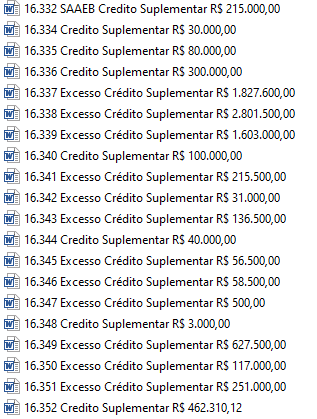 16.332 SAAEB Credito Suplementar R$ 215.000,00
16.334 Credito Suplementar R$ 30.000,00
16.335 Credito Suplementar R$ 80.000,00
16.336 Credito Suplementar R$ 300.000,00
16.337 Excesso Crédito Suplementar R$ 1.827.600,00
16.338 Excesso Crédito Suplementar R$ 2.801.500,00
16.339 Excesso Crédito Suplementar R$ 1.603.000,00
16.340 Credito Suplementar R$ 100.000,00
16.341 Excesso Crédito Suplementar R$ 215.500,00
16.342 Excesso Crédito Suplementar R$ 31.000,00
16.343 Excesso Crédito Suplementar R$ 136.500,00
16.344 Credito Suplementar R$ 40.000,00
16.345 Excesso Crédito Suplementar R$ 56.500,00
16.346 Excesso Crédito Suplementar R$ 58.500,00
16.347 Excesso Crédito Suplementar R$ 500,00
16.348 Credito Suplementar R$ 3.000,00
16.349 Excesso Crédito Suplementar R$ 627.500,00
16.350 Excesso Crédito Suplementar R$ 117.000,00
16.351 Excesso Crédito Suplementar R$ 251.000,00
16.352 Credito Suplementar R$ 462.310,12